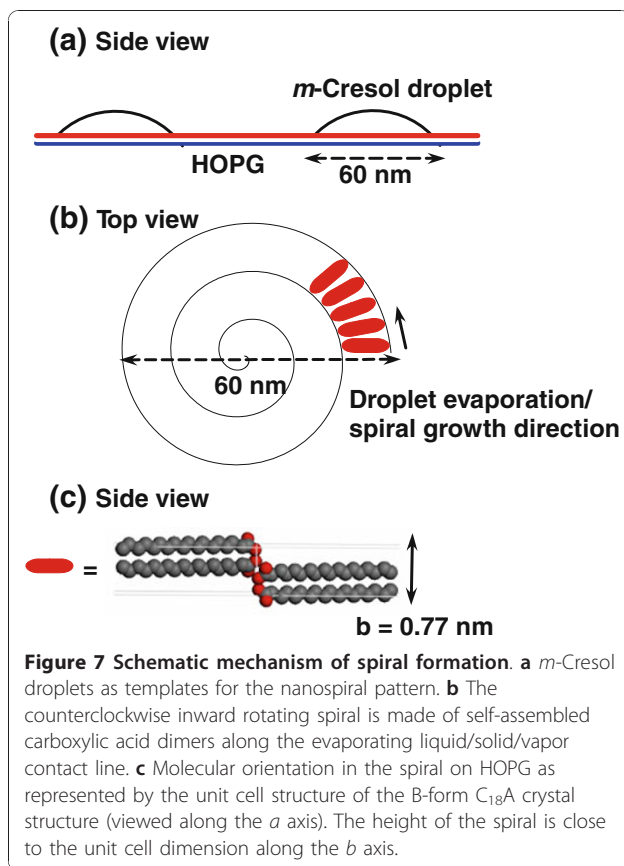 (a) Side view
m-Cresol droplet
HOPG
60 nm
(b) Top view
60 nm
Droplet evaporation/
spiral growth direction
(c) Side view
=
b = 0.77 nm
Figure 7 Schematic mechanism of spiral formation. a m-Cresol
droplets as templates for the nanospiral pattern. b The
counterclockwise inward rotating spiral is made of self-assembled
carboxylic acid dimers along the evaporating liquid/solid/vapor
contact line. c Molecular orientation in the spiral on HOPG as
represented by the unit cell structure of the B-form C₁₈A crystal
structure (viewed along the a axis). The height of the spiral is close
to the unit cell dimension along the b axis.